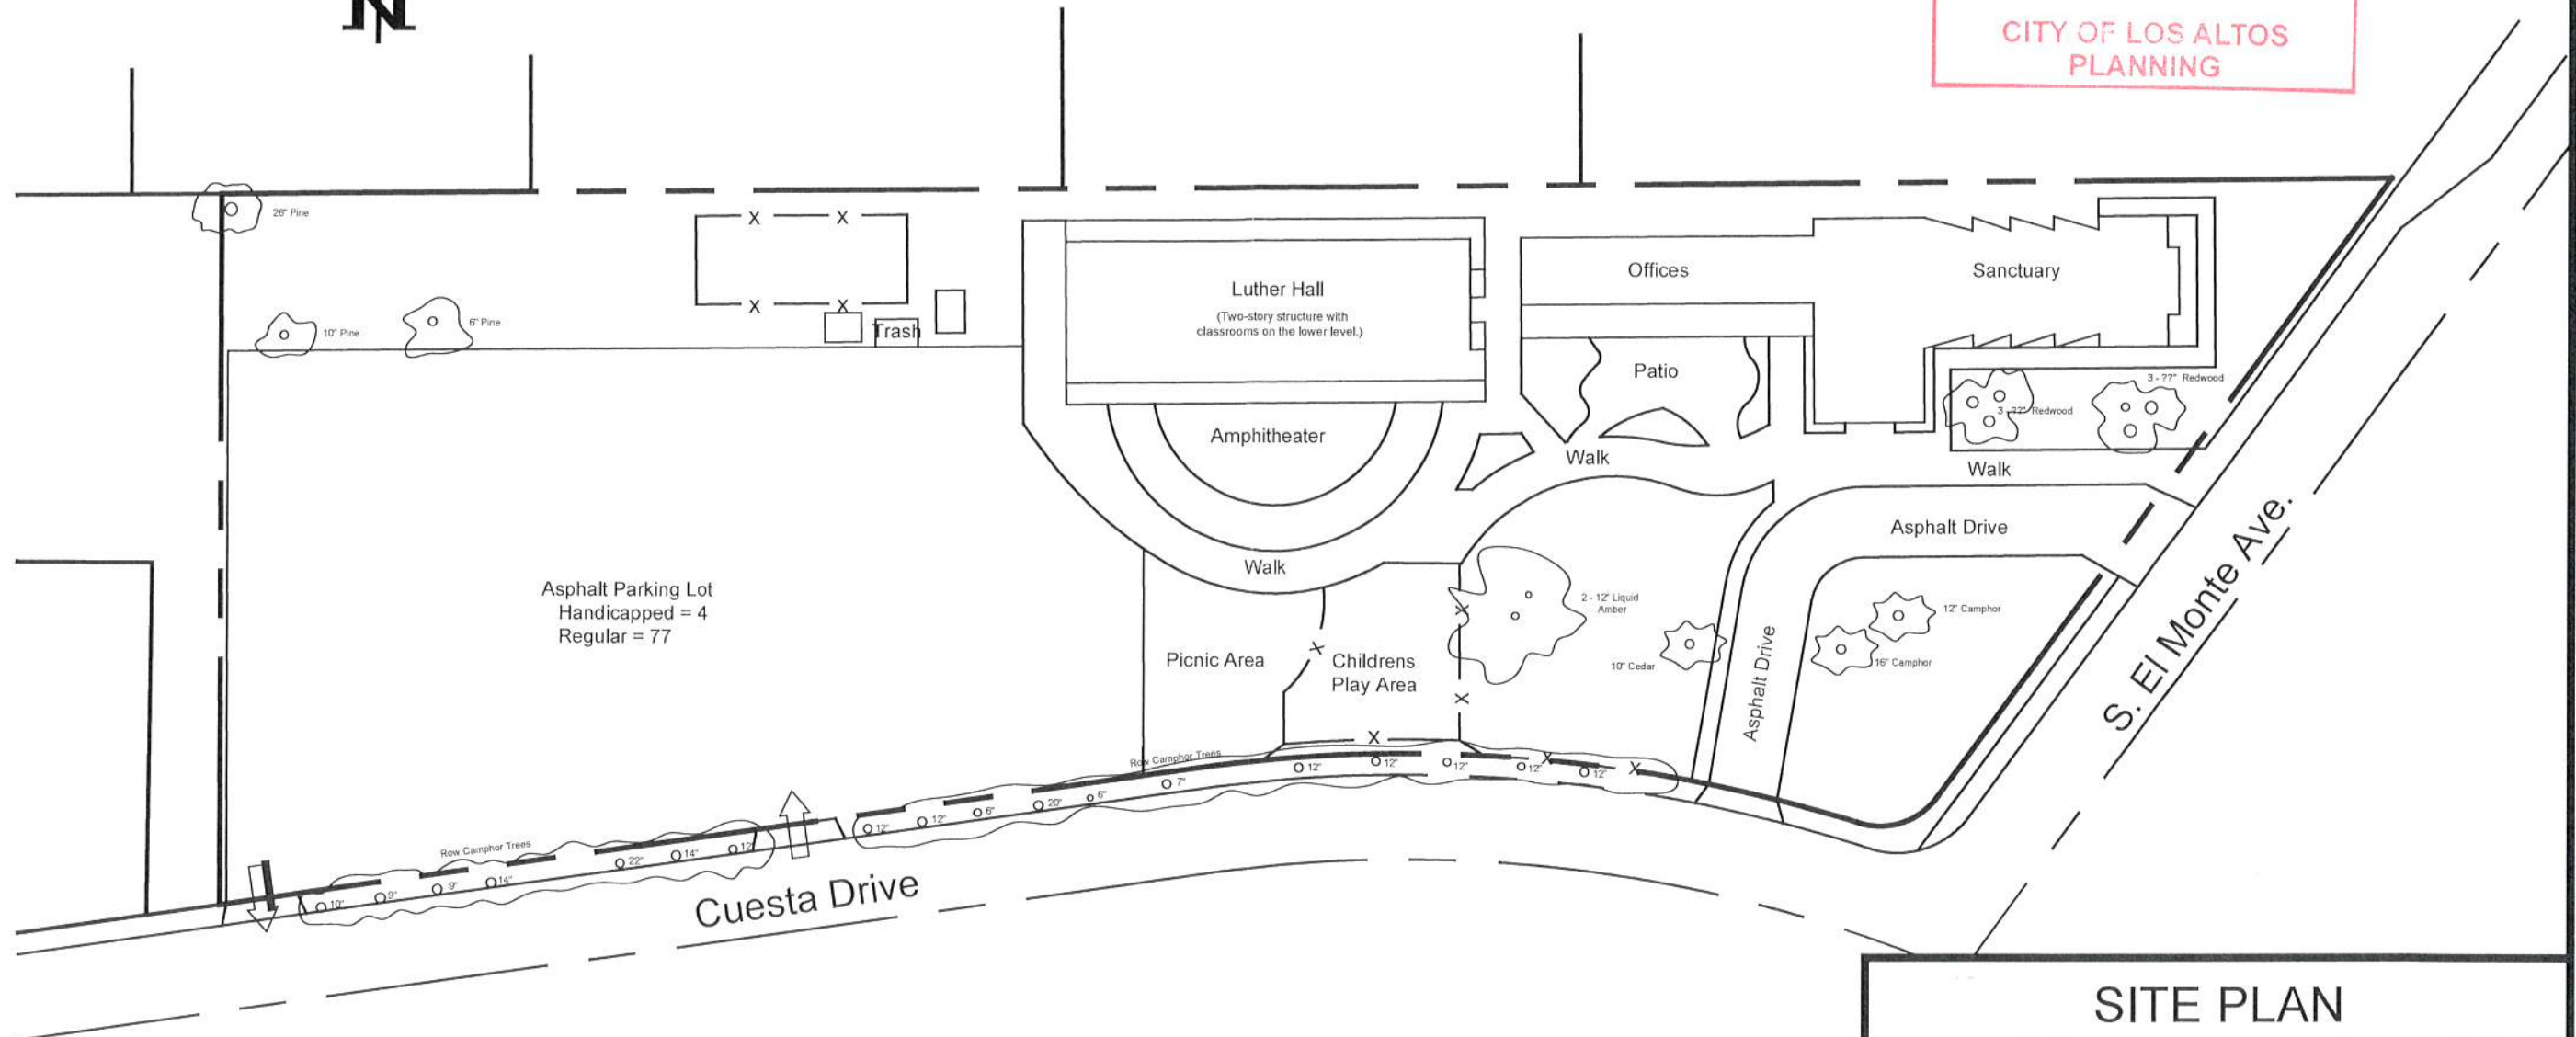 N
CITY OF LOS ALTOS
PLANNING
26" Pine
X X
X X
10" Pine
6" Pine
Trash
Luther Hall
(Two-story structure with
classrooms on the lower level.)
Offices
Sanctuary
Patio
3 - ??" Redwood
3 - ??" Redwood
Amphitheater
Walk
Walk
Asphalt Drive
Walk
Asphalt Parking Lot
Handicapped = 4
Regular = 77
2 - 12" Liquid
Amber
X
12" Camphor
X
Picnic Area
Childrens
Play Area
10" Cedar
16" Camphor
Asphalt Drive
S. El Monte Ave.
X
X
Row Camphor Trees
12" 12" 12" 12" X 12" X
12" 12" 6" 20" 6" 7"
Row Camphor Trees
10" 9" 9" 14" 22" 14" 12"
Cuesta Drive
SITE PLAN